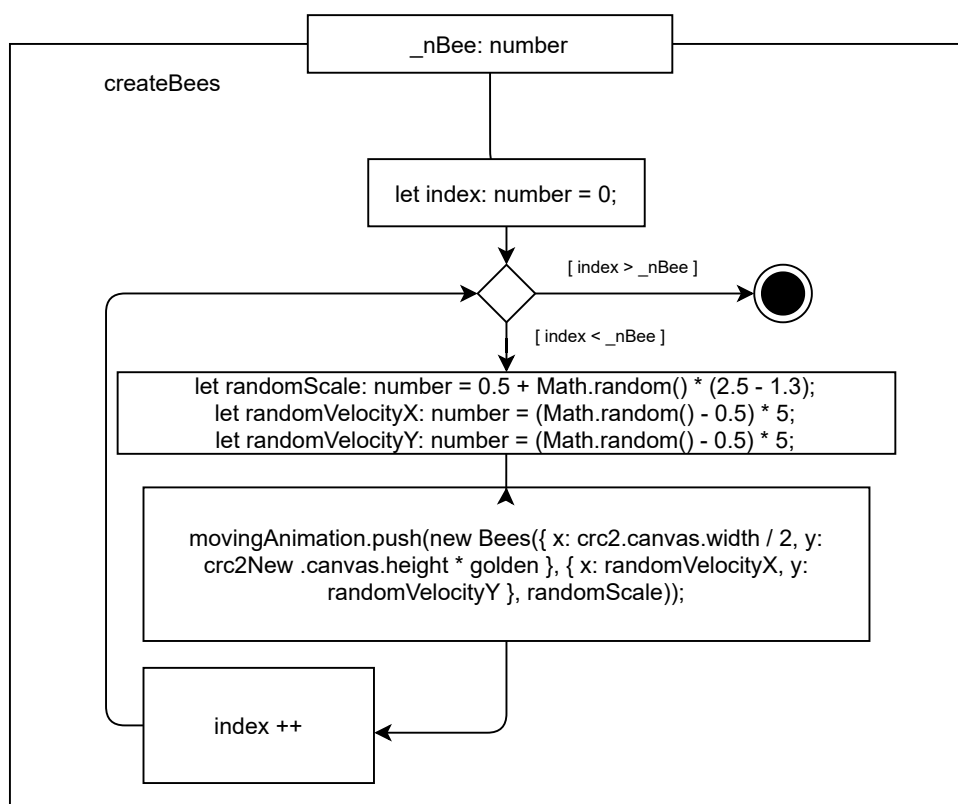 _nBee: number
createBees
let index: number = 0;
[ index > _nBee ]
[ index < _nBee ]
let randomScale: number = 0.5 + Math.random() * (2.5 - 1.3);
let randomVelocityX: number = (Math.random() - 0.5) * 5;
let randomVelocityY: number = (Math.random() - 0.5) * 5;
movingAnimation.push(new Bees({ x: crc2.canvas.width / 2, y:
crc2New .canvas.height * golden }, { x: randomVelocityX, y:
randomVelocityY }, randomScale));
index ++